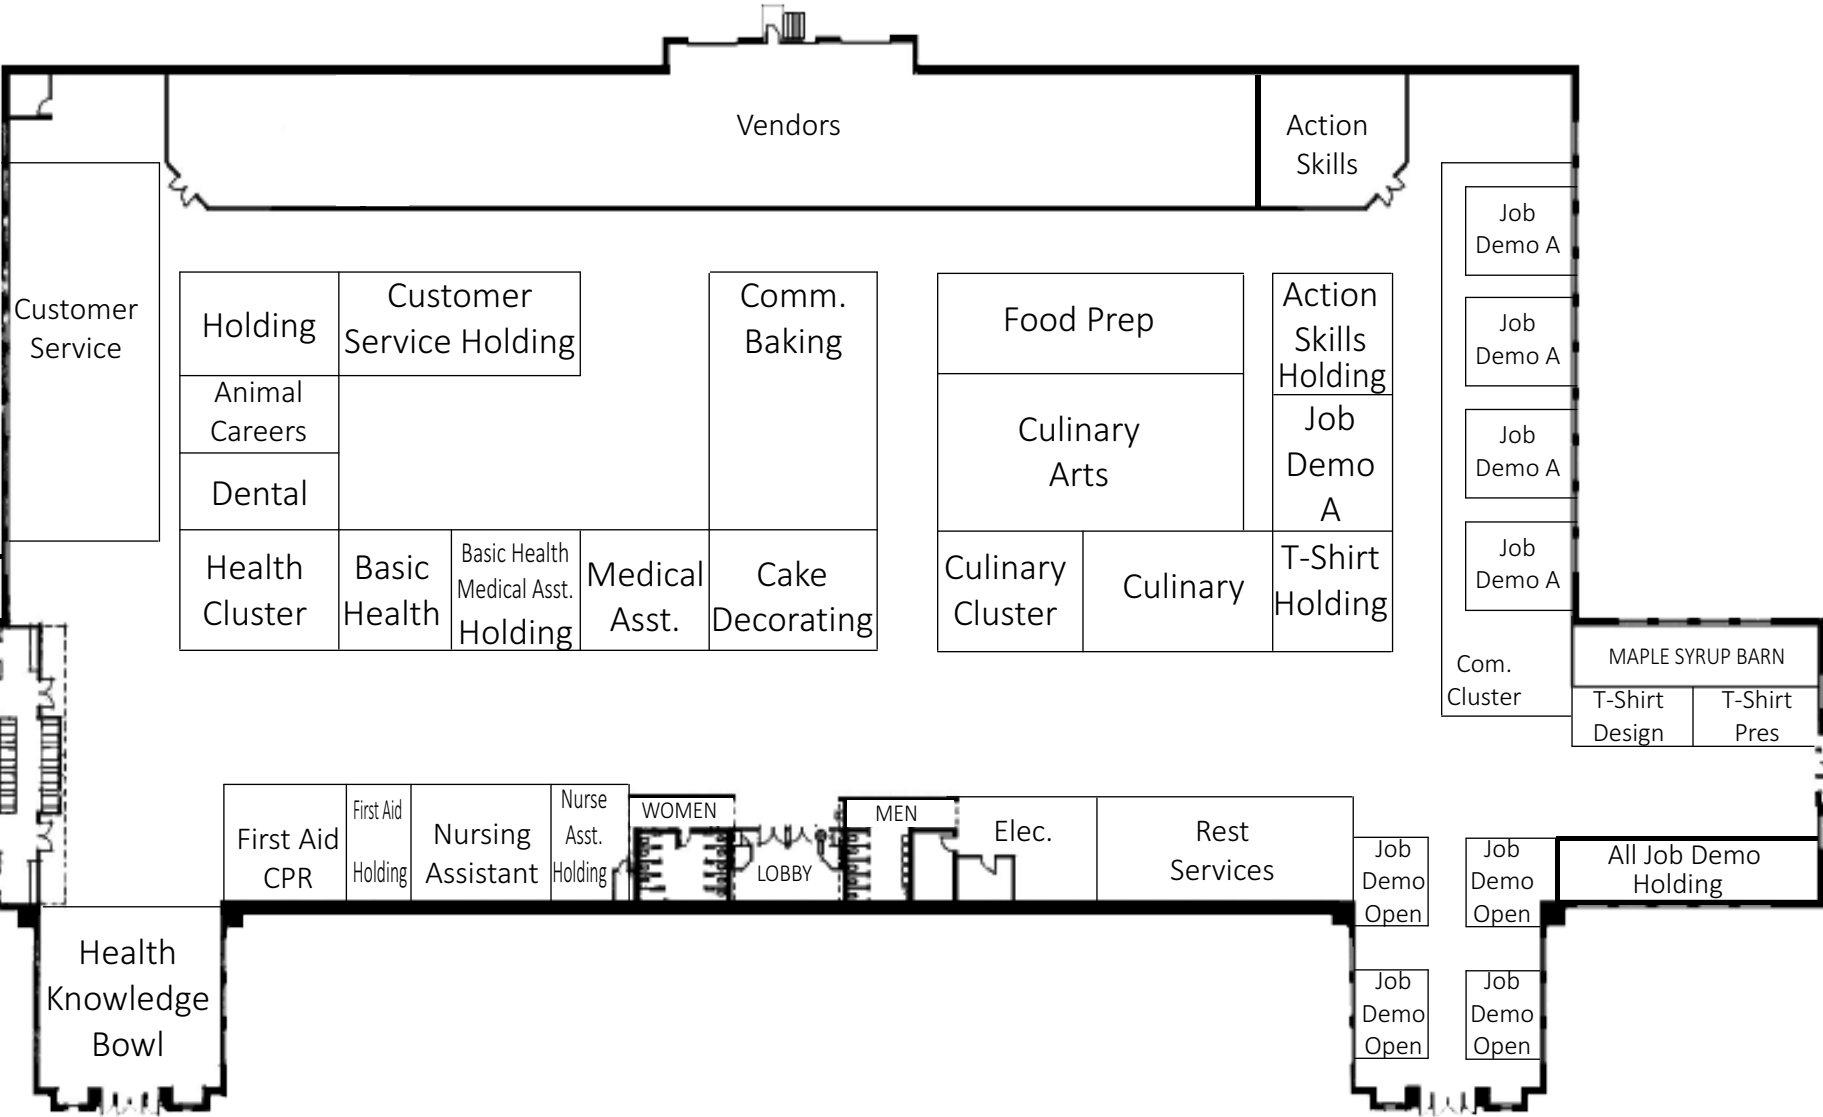 Vendors
Action
Skills
Customer
Service
Holding
Customer
Service Holding
Animal
Careers
Dental
Health
Cluster
Basic
Health
Basic Health
Medical Asst.
Holding
Medical
Asst.
Comm.
Baking
Cake
Decorating
Food Prep
Culinary
Arts
Culinary
Cluster
Culinary
Action
Skills
Holding
Job
Demo
A
T-Shirt
Holding
Job
Demo A
Job
Demo A
Job
Demo A
Job
Demo A
Com.
Cluster
MAPLE SYRUP BARN
T-Shirt
Design
T-Shirt
Pres
First Aid
CPR
First Aid
Holding
Nursing
Assistant
Nurse
Asst.
Holding
WOMEN
LOBBY
MEN
Elec.
Rest
Services
Job
Demo
Open
Job
Demo
Open
All Job Demo
Holding
Health
Knowledge
Bowl
Job
Demo
Open
Job
Demo
Open